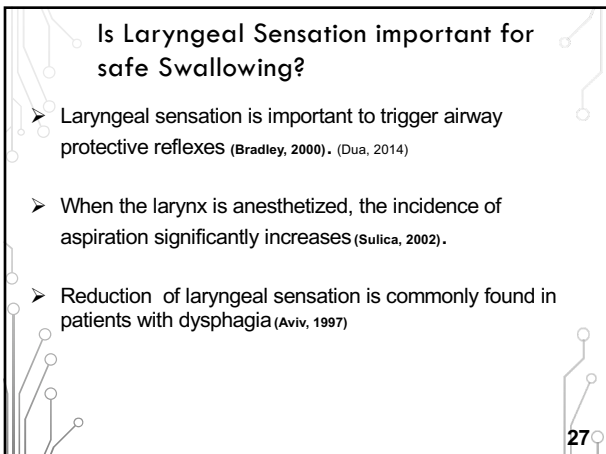 Is Laryngeal Sensation important for
safe Swallowing?
➢ Laryngeal sensation is important to trigger airway
protective reflexes (Bradley, 2000). (Dua, 2014)
➢ When the larynx is anesthetized, the incidence of
aspiration significantly increases (Sulica, 2002).
➢ Reduction of laryngeal sensation is commonly found in
patients with dysphagia (Aviv, 1997)
27